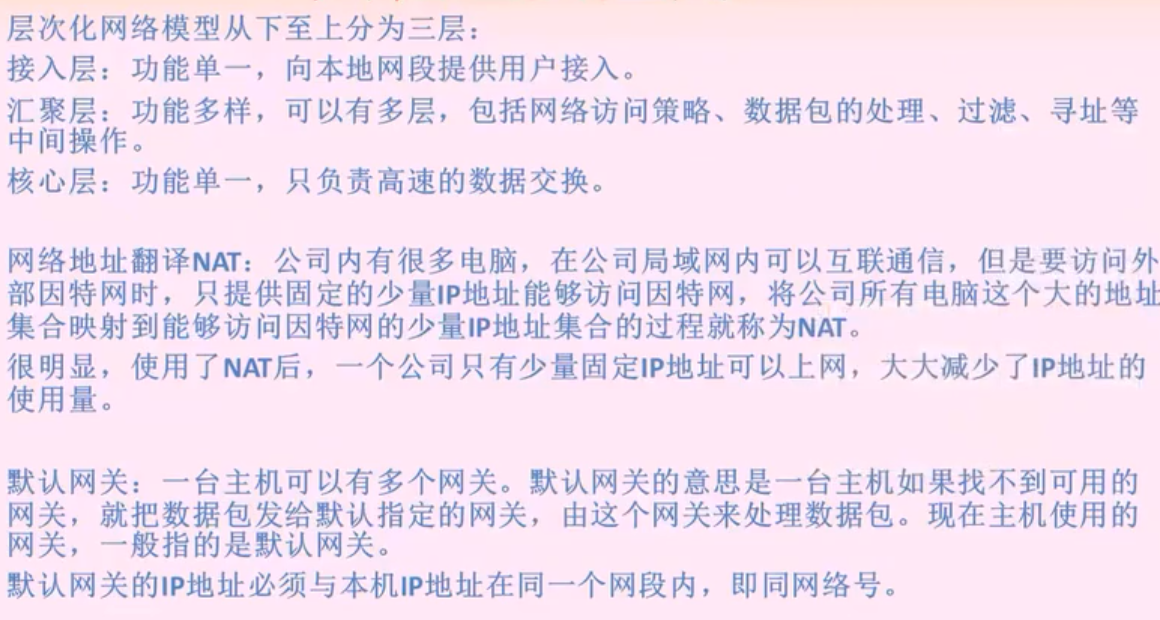 层次化网络模型从下至上分为三层：
接入层：功能单一，向本地网段提供用户接入。
汇聚层：功能多样，可以有多层，包括网络访问策略、数据包的处理、过滤、寻址等
中间操作。
核心层：功能单一，只负责高速的数据交换。
网络地址翻译NAT：公司内有很多电脑，在公司局域网内可以互联通信，但是要访问外
部因特网时，只提供固定的少量IP地址能够访问因特网，将公司所有电脑这个大的地址
集合映射到能够访问因特网的少量IP地址集合的过程就称为NAT。
很明显，使用了NAT后，一个公司只有少量固定IP地址可以上网，大大减少了IP地址的
使用量。
默认网关：一台主机可以有多个网关。默认网关的意思是一台主机如果找不到可用的
网关，就把数据包发给默认指定的网关，由这个网关来处理数据包。现在主机使用的
网关，一般指的是默认网关。
默认网关的IP地址必须与本机IP地址在同一个网段内，即同网络号。